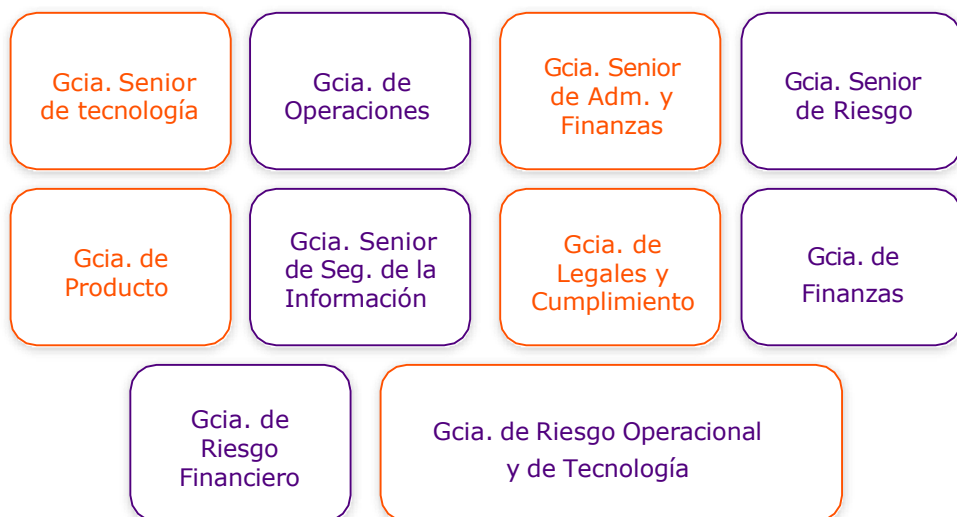 Gcia. Senior
de tecnología
Gcia. de
Operaciones
Gcia. Senior
de Adm. y
Finanzas
Gcia. Senior
de Riesgo
Gcia. de
Producto
Gcia. Senior
de Seg. de la
Información
Gcia. de
Legales y
Cumplimiento
Gcia. de
Finanzas
Gcia. de
Riesgo
Financiero
Gcia. de Riesgo Operacional
y de Tecnología